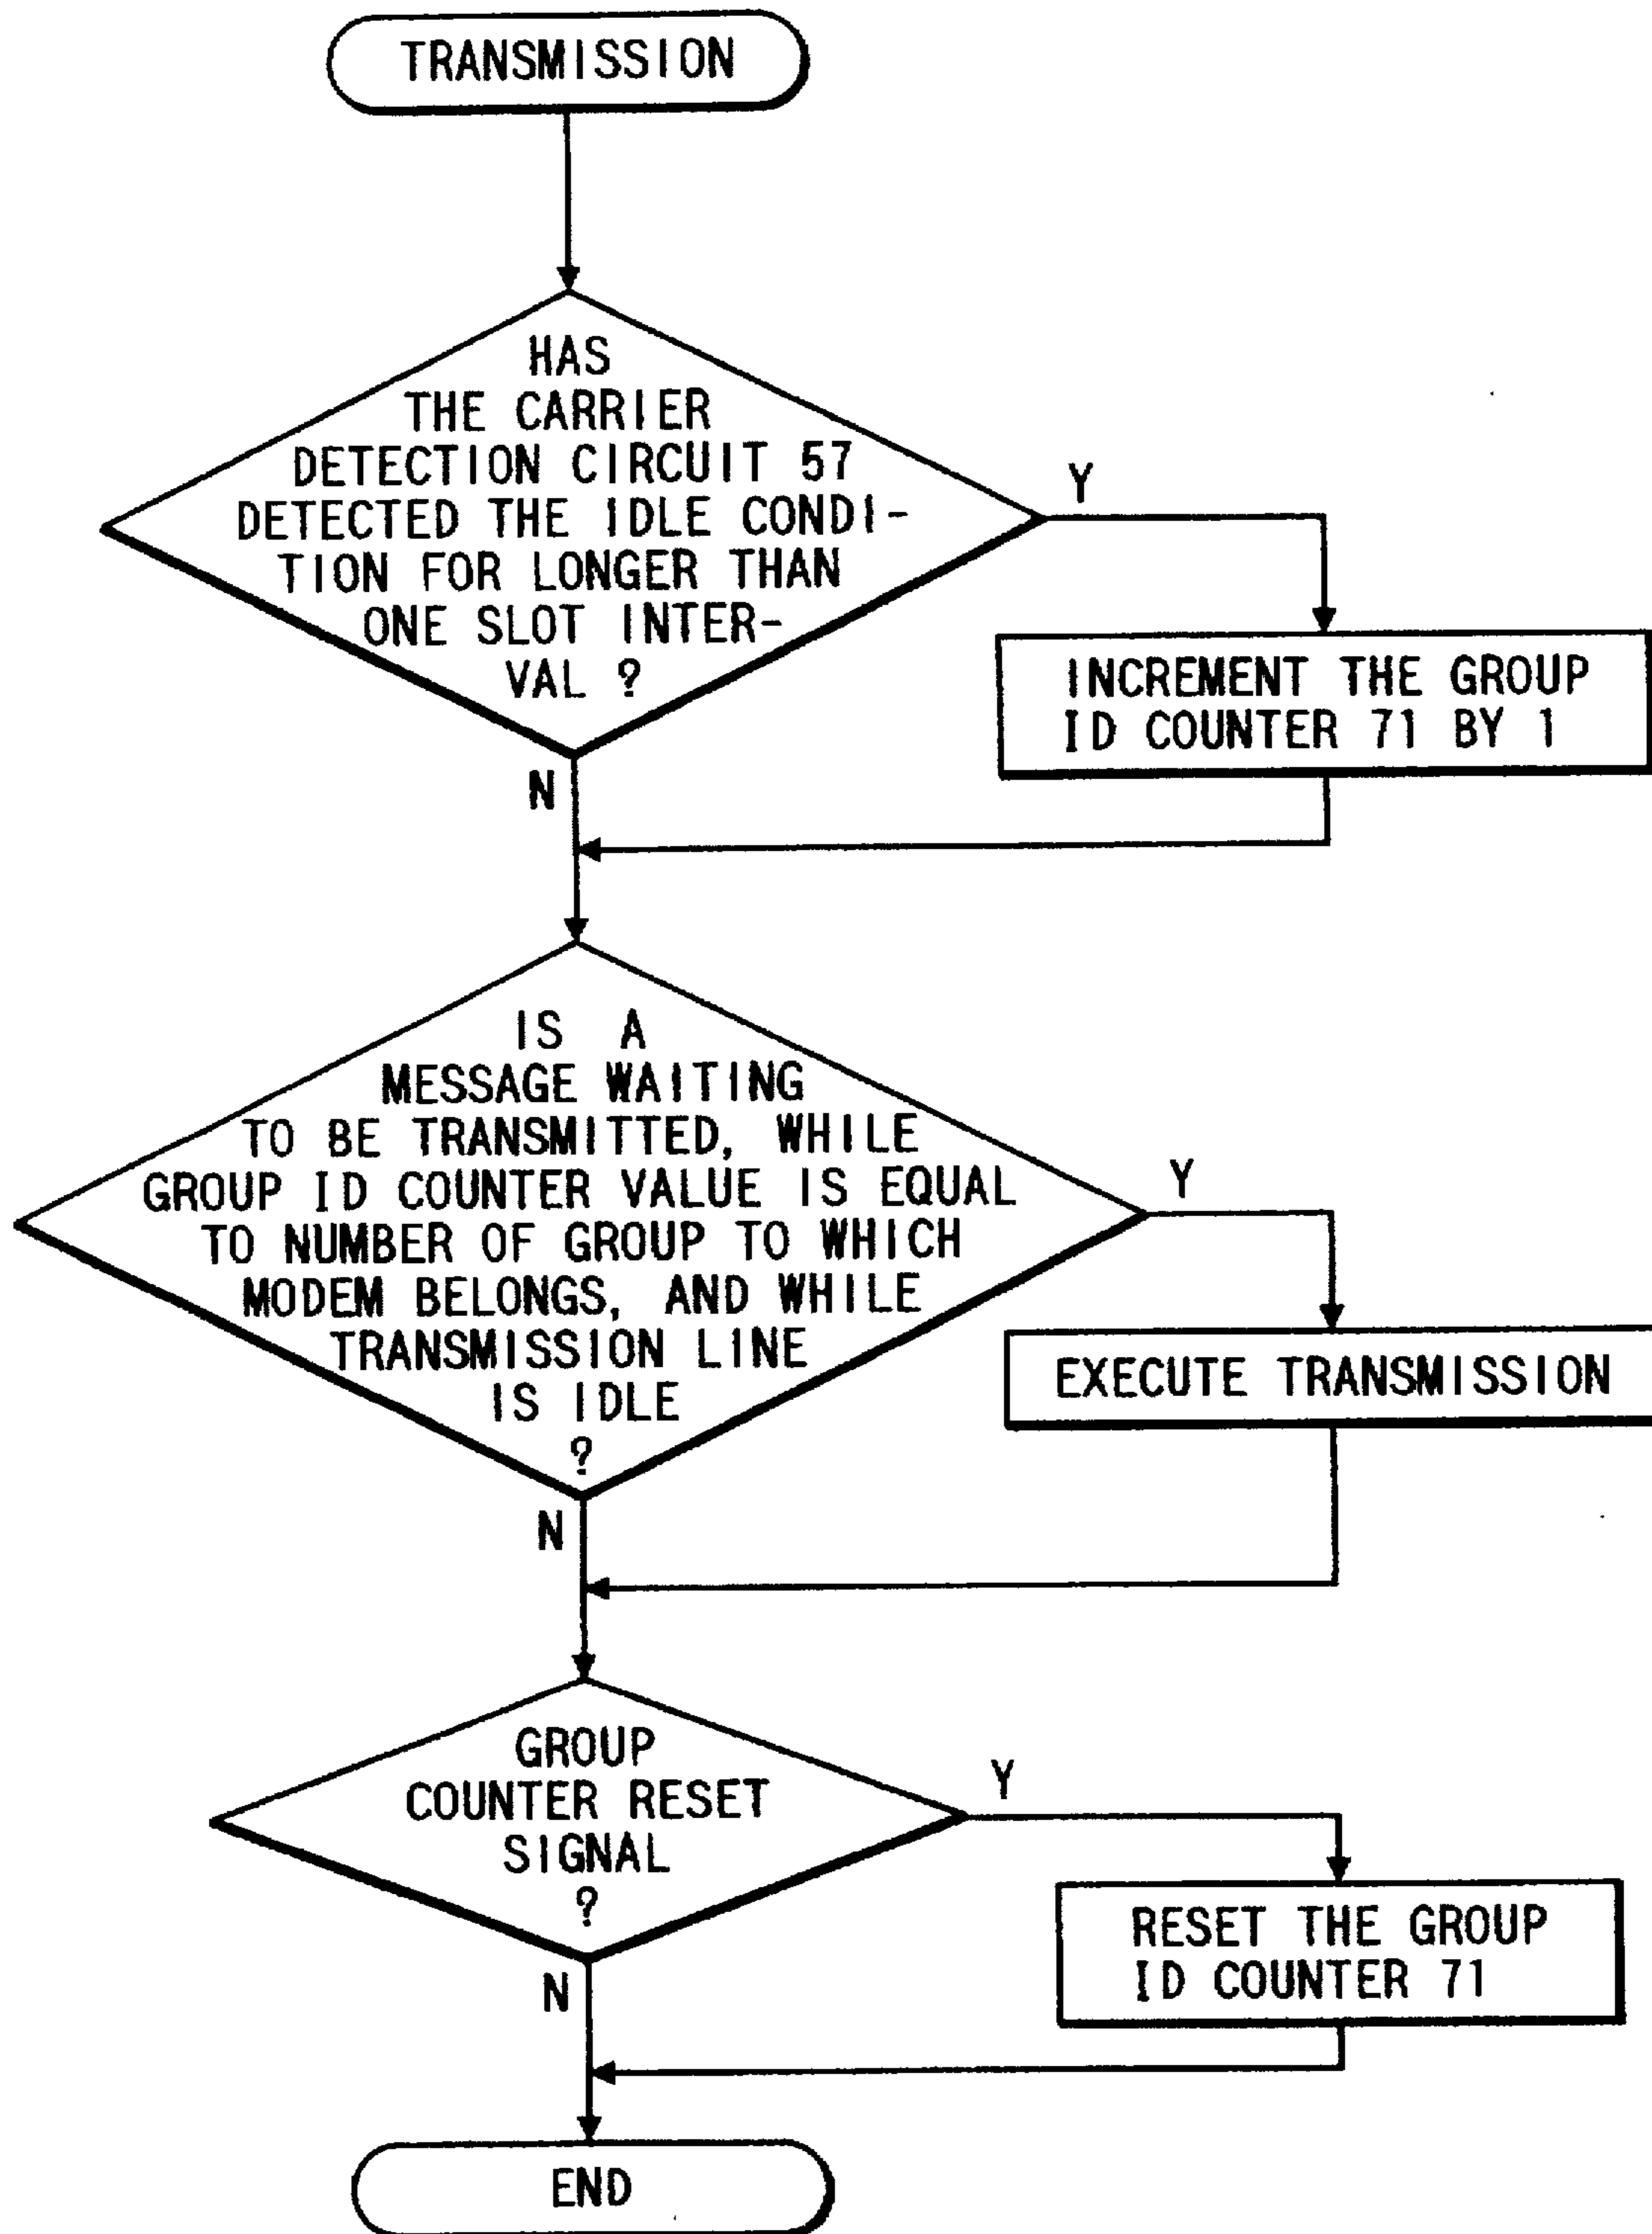 TRANSMISSION
HAS
THE CARRIER
DETECTION CIRCUIT 57
DETECTED THE IDLE CONDI-
TION FOR LONGER THAN
ONE SLOT INTER-
VAL ?
Y
INCREMENT THE GROUP
ID COUNTER 71 BY 1
N
IS A
MESSAGE WAITING
TO BE TRANSMITTED, WHILE
GROUP ID COUNTER VALUE IS EQUAL
TO NUMBER OF GROUP TO WHICH
MODEM BELONGS, AND WHILE
TRANSMISSION LINE
IS IDLE
?
Y
EXECUTE TRANSMISSION
N
GROUP
COUNTER RESET
SIGNAL
?
Y
RESET THE GROUP
ID COUNTER 71
N
END